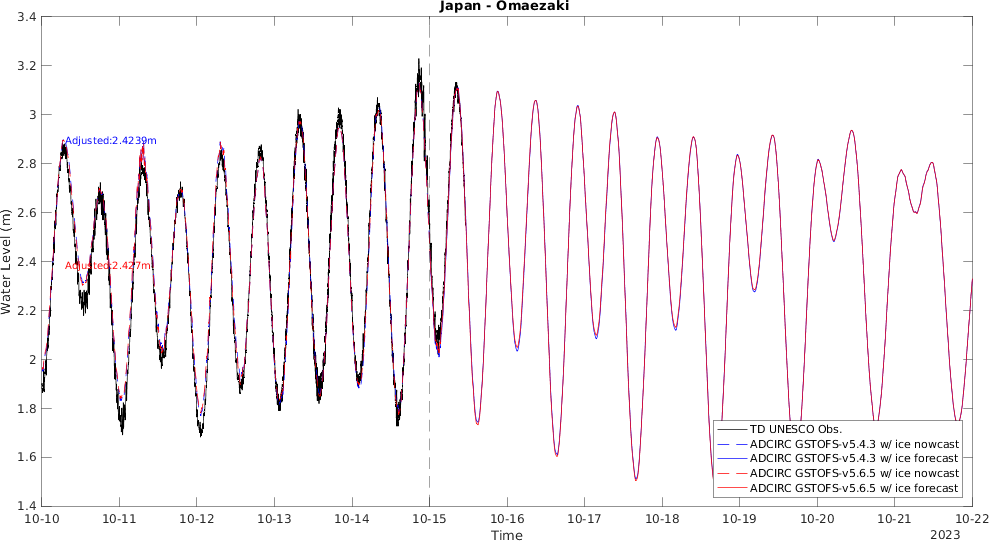 Japan - Omaezaki
3.4
3.2
3
2.8
2.6
2.4
2.2
2
1.8
1.6
1.4
Water Level (m)
Adjusted:2.4239m
Adjusted:2.427m
TD UNESCO Obs.
ADCIRC GSTOFS-v5.4.3 w/ ice nowcast
ADCIRC GSTOFS-v5.4.3 w/ ice forecast
ADCIRC GSTOFS-v5.6.5 w/ ice nowcast
ADCIRC GSTOFS-v5.6.5 w/ ice forecast
10-10 10-11 10-12 10-13 10-14 10-15 10-16 10-17 10-18 10-19 10-20 10-21 10-22
Time
2023